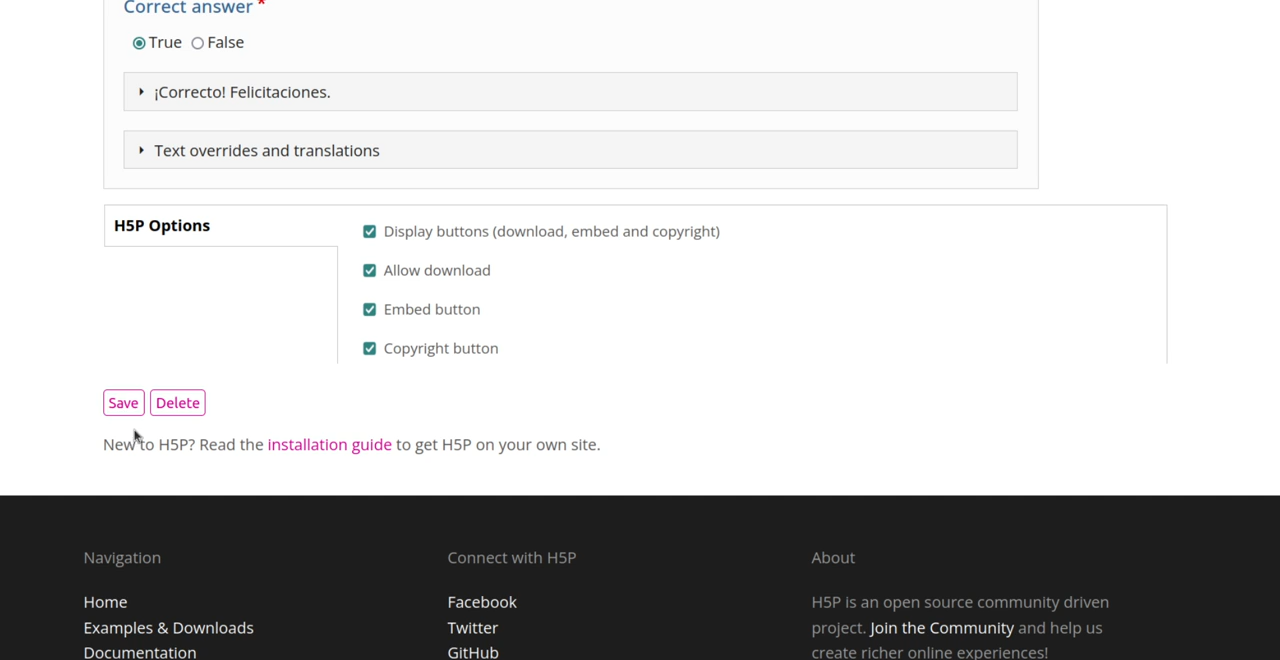 Correct answer *
True False
¡Correcto! Felicitaciones.
Text overrides and translations
H5P Options
Display buttons (download, embed and copyright)
Allow download
Embed button
Copyright button
Save Delete
New to H5P? Read the installation guide to get H5P on your own site.
Navigation
Home
Examples & Downloads
Documentation
Connect with H5P
Facebook
Twitter
GitHub
About
H5P is an open source community driven
project. Join the Community and help us
create richer online experiences!